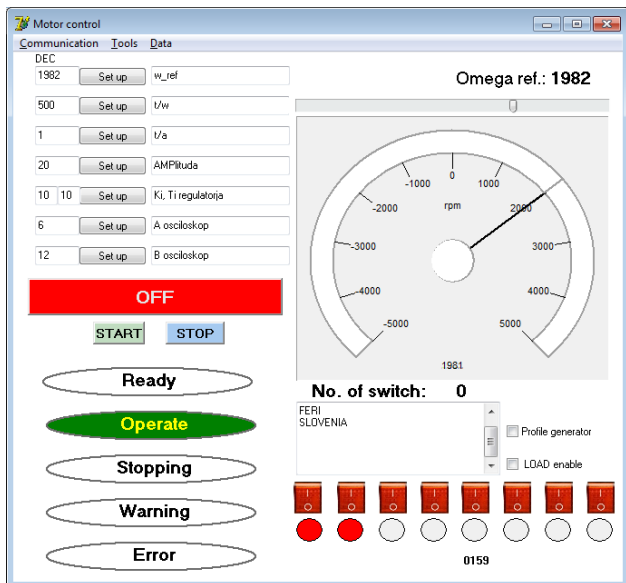 Motor control
Communication Tools Data
DEC
1982 Set up w_ref
500 Set up t/w
1 Set up t/a
20 Set up AMPlituda
10 10 Set up Ki, Ti regulatorja
6 Set up A osciloskop
12 Set up B osciloskop
OFF
START STOP
Ready
Operate
Stopping
Warning
Error
Omega ref.: 1982
-5000
-4000
-3000
-2000
-1000
0
1000
2000
3000
4000
5000
rpm
1981
No. of switch: 0
FERI
SLOVENIA
Profile generator
LOAD enable
0159